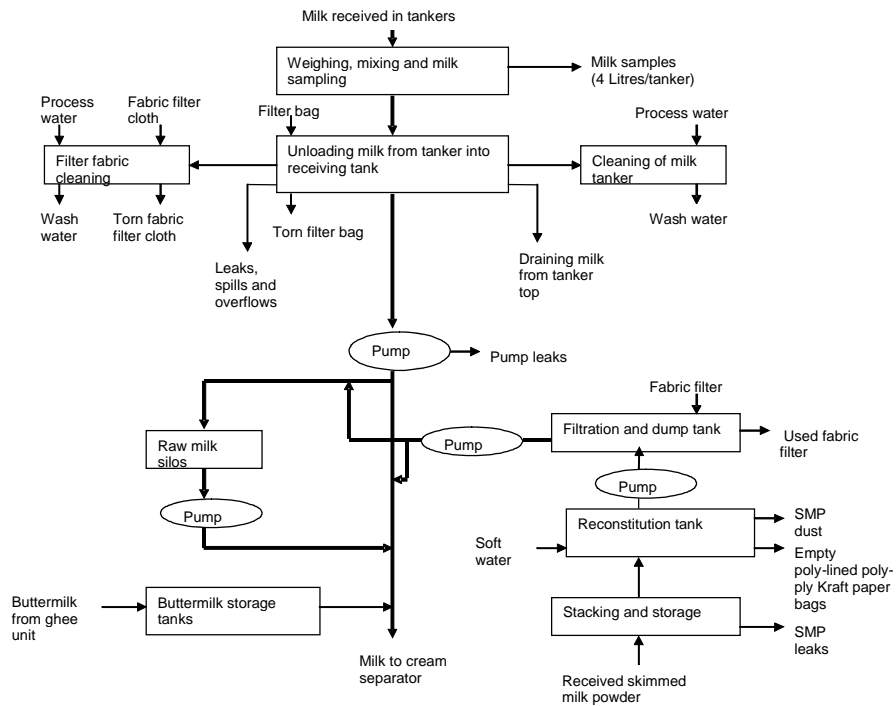 Milk received in tankers
Weighing, mixing and milk
sampling
Milk samples
(4 Litres/tanker)
Process
water
Fabric filter
cloth
Filter bag
Process water
Filter fabric
cleaning
Unloading milk from tanker into
receiving tank
Cleaning of milk
tanker
Wash
water
Torn fabric
filter cloth
Torn filter bag
Wash water
Leaks,
spills and
overflows
Draining milk
from tanker
top
Pump
Pump leaks
Fabric filter
Raw milk
silos
Pump
Filtration and dump tank
Used fabric
filter
Pump
Pump
Soft
water
Reconstitution tank
SMP
dust
Empty
poly-lined poly-
ply Kraft paper
bags
Buttermilk
from ghee
unit
Buttermilk storage
tanks
Stacking and storage
SMP
leaks
Milk to cream
separator
Received skimmed
milk powder